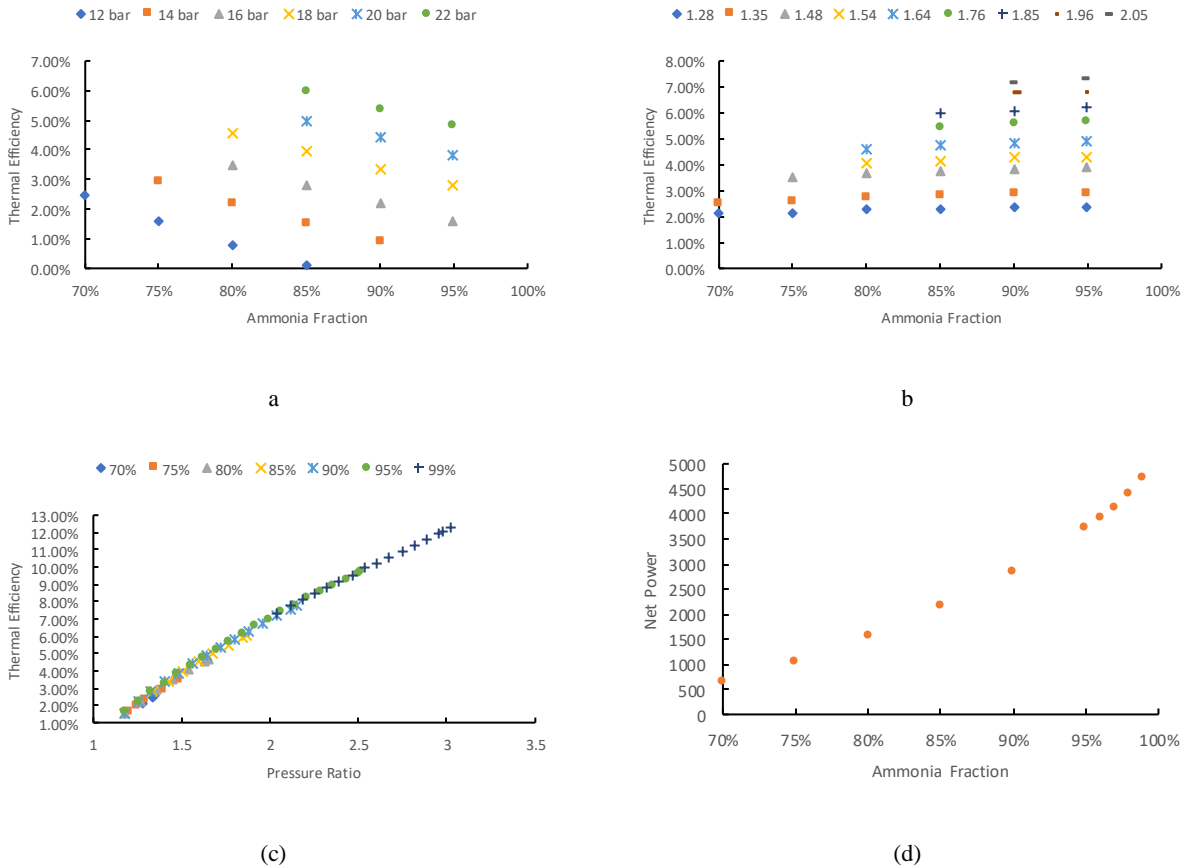 12 bar 14 bar 16 bar 18 bar 20 bar 22 bar
7.00%
6.00%
5.00%
4.00%
3.00%
2.00%
1.00%
0.00%
Thermal Efficiency
70% 75% 80% 85% 90% 95% 100%
Ammonia Fraction
a
1.28 1.35 1.48 1.54 1.64 1.76 1.85 1.96 2.05
8.00%
7.00%
6.00%
5.00%
4.00%
3.00%
2.00%
1.00%
0.00%
Thermal Efficiency
70% 75% 80% 85% 90% 95% 100%
Ammonia Fraction
b
70% 75% 80% 85% 90% 95% 99%
13.00%
12.00%
11.00%
10.00%
9.00%
8.00%
7.00%
6.00%
5.00%
4.00%
3.00%
2.00%
1.00%
Thermal Efficiency
1 1.5 2 2.5 3 3.5
Pressure Ratio
(c)
5000
4500
4000
3500
3000
2500
2000
1500
1000
500
0
Net Power
70% 75% 80% 85% 90% 95% 100%
Ammonia Fraction
(d)